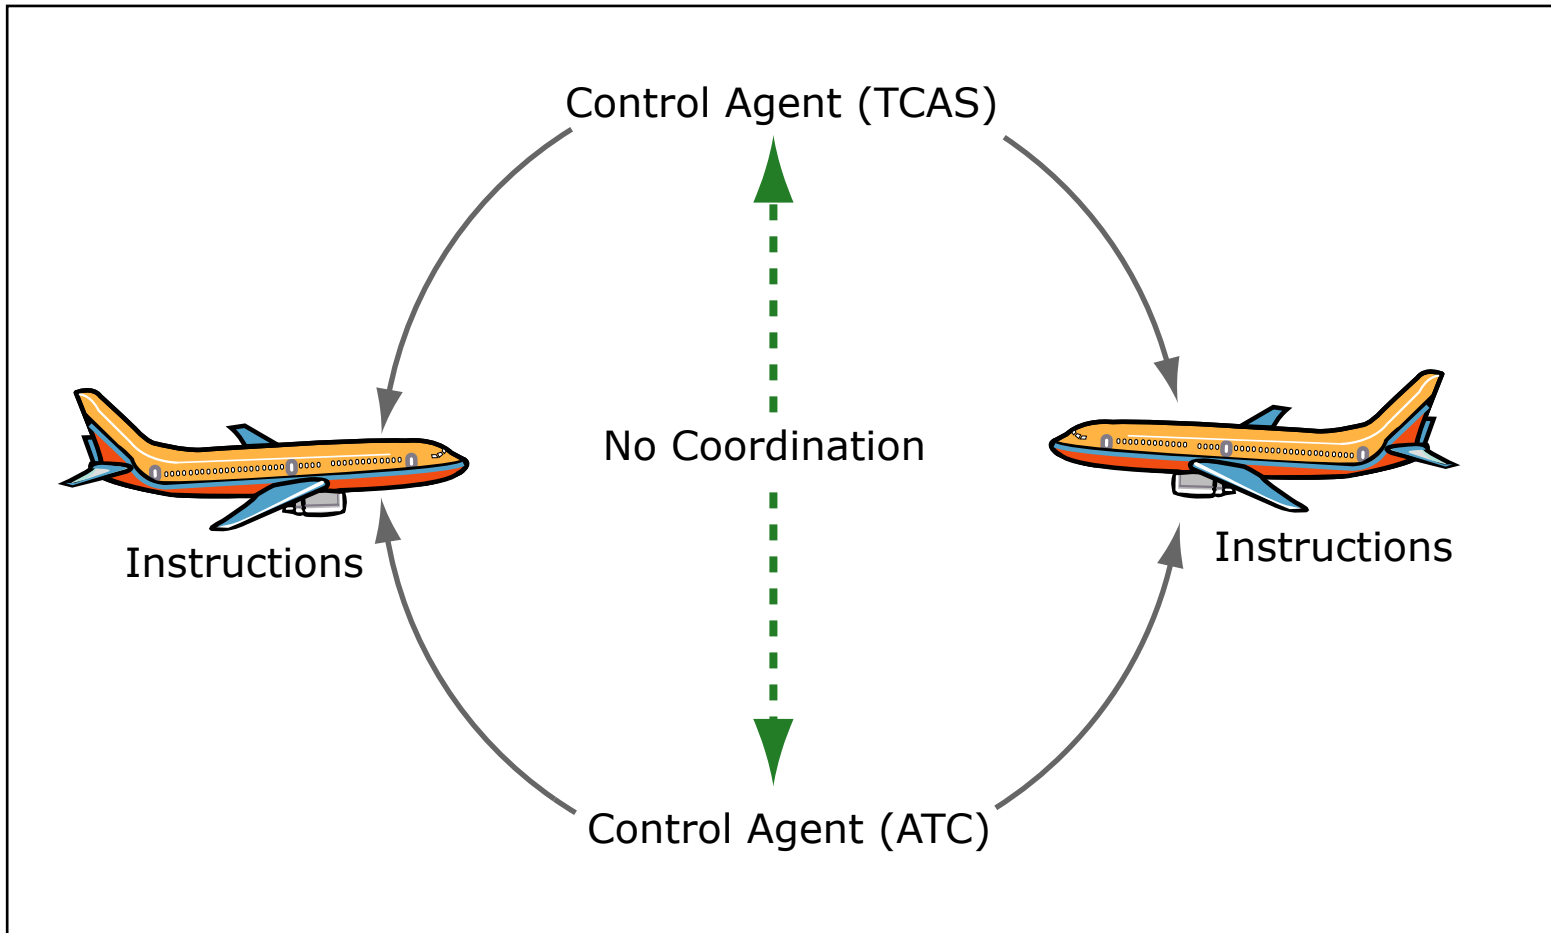 Control Agent (TCAS)
No Coordination
Instructions
Instructions
Control Agent (ATC)